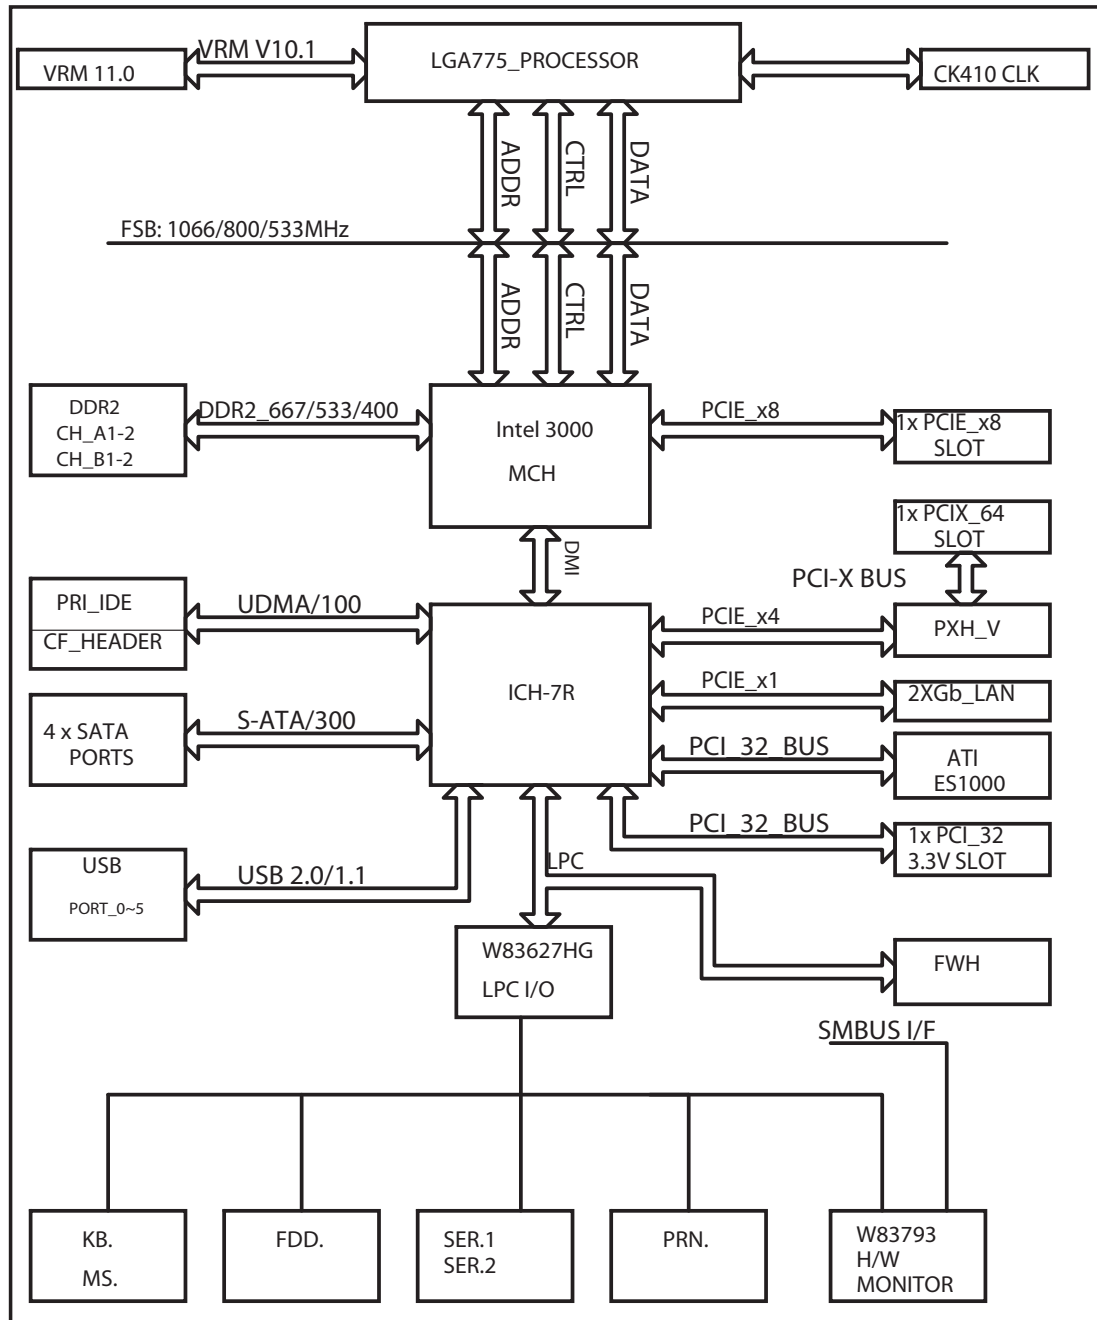 VRM 11.0
VRM V10.1
LGA775_PROCESSOR
CK410 CLK
ADDR
CTRL
DATA
FSB: 1066/800/533MHz
ADDR
CTRL
DATA
DDR2
CH_A1-2
CH_B1-2
DDR2_667/533/400
Intel 3000
MCH
PCIE_x8
1x PCIE_x8
SLOT
1x PCIX_64
SLOT
DMI
PCI-X BUS
PRI_IDE
CF_HEADER
UDMA/100
ICH-7R
PCIE_x4
PXH_V
PCIE_x1
2XGb_LAN
4 x SATA
PORTS
S-ATA/300
PCI_32_BUS
ATI
ES1000
PCI_32_BUS
1x PCI_32
3.3V SLOT
USB
PORT_0~5
USB 2.0/1.1
LPC
W83627HG
LPC I/O
FWH
SMBUS I/F
KB.
MS.
FDD.
SER.1
SER.2
PRN.
W83793
H/W
MONITOR